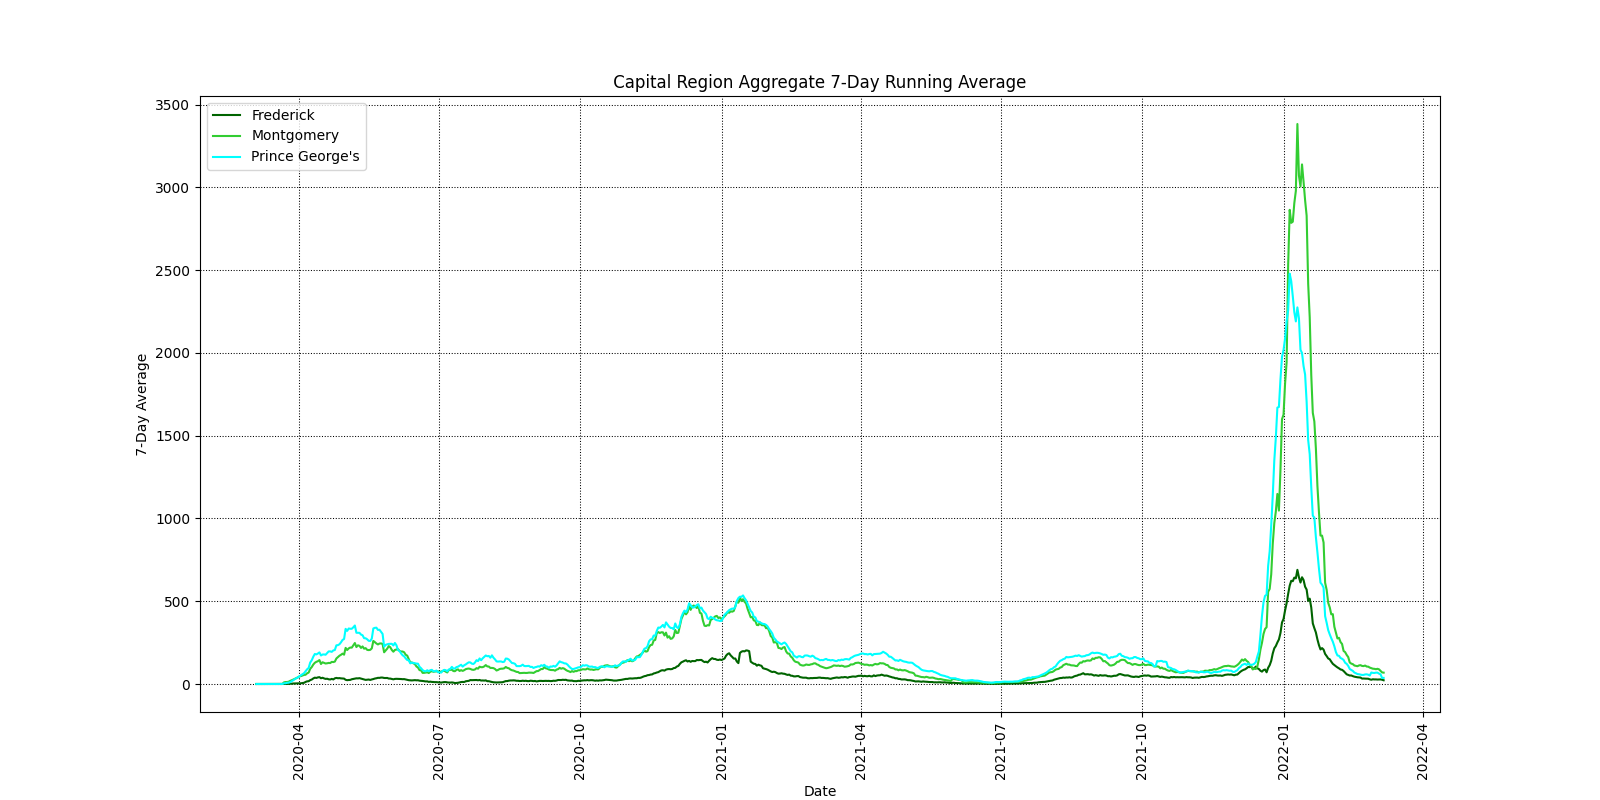 Capital Region Aggregate 7-Day Running Average
Frederick
Montgomery
Prince George's
3500
3000
2500
2000
1500
1000
500
0
7-Day Average
2020-04
2020-07
2020-10
2021-01
2021-04
2021-07
2021-10
2022-01
2022-04
Date